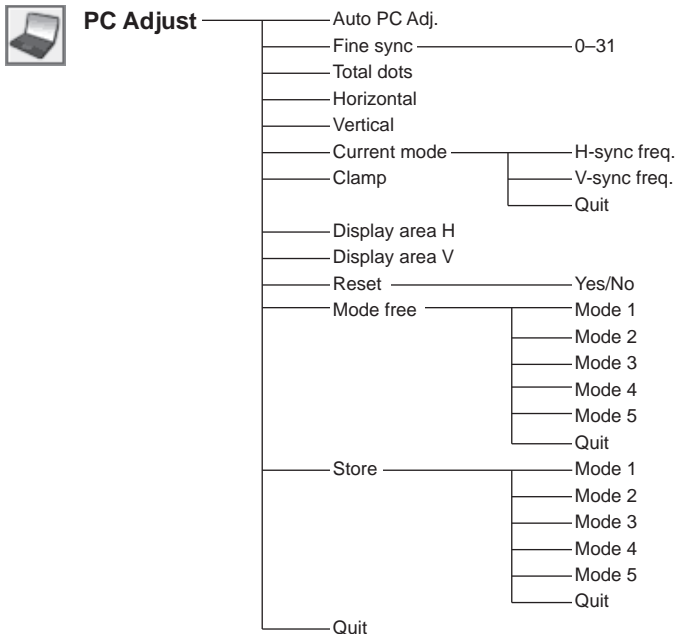 PC Adjust Auto PC Adj.
Fine sync 0–31
Total dots
Horizontal
Vertical
Current mode H-sync freq.
Clamp V-sync freq.
Quit
Display area H
Display area V
Reset Yes/No
Mode free Mode 1
Mode 2
Mode 3
Mode 4
Mode 5
Quit
Store Mode 1
Mode 2
Mode 3
Mode 4
Mode 5
Quit
Quit